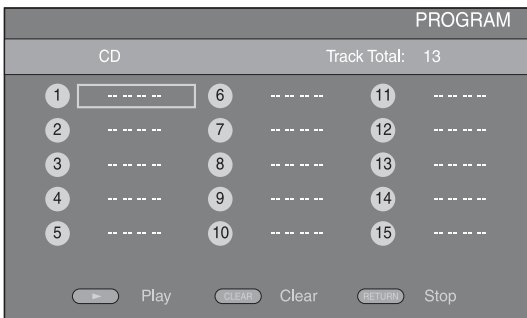 PROGRAM
CD Track Total: 13
1 -- -- -- -- 6 -- -- -- -- 11 -- -- -- --
2 -- -- -- -- 7 -- -- -- -- 12 -- -- -- --
3 -- -- -- -- 8 -- -- -- -- 13 -- -- -- --
4 -- -- -- -- 9 -- -- -- -- 14 -- -- -- --
5 -- -- -- -- 10 -- -- -- -- 15 -- -- -- --
Play CLEAR Clear RETURN Stop